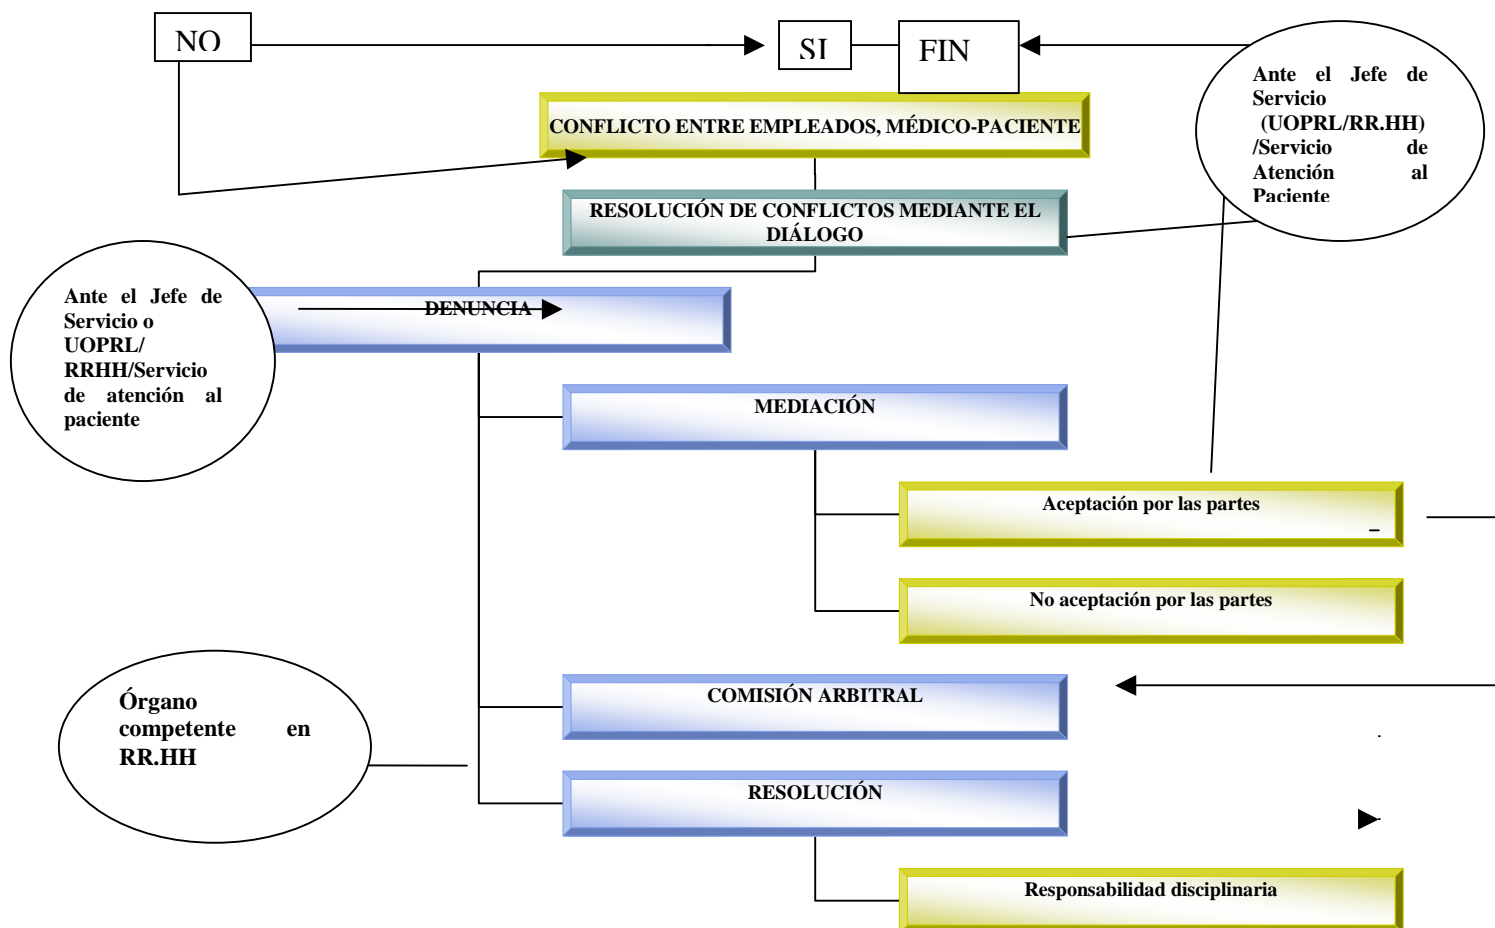 NO
SI
FIN
Ante el Jefe de
Servicio
(UOPRL/RR.HH)
/Servicio de
Atención al
Paciente
CONFLICTO ENTRE EMPLEADOS, MÉDICO-PACIENTE
RESOLUCIÓN DE CONFLICTOS MEDIANTE EL
DIÁLOGO
Ante el Jefe de
Servicio o
UOPRL/
RRHH/Servicio
de atención al
paciente
DENUNCIA
MEDIACIÓN
Aceptación por las partes
No aceptación por las partes
Órgano
competente en
RR.HH
COMISIÓN ARBITRAL
RESOLUCIÓN
Responsabilidad disciplinaria